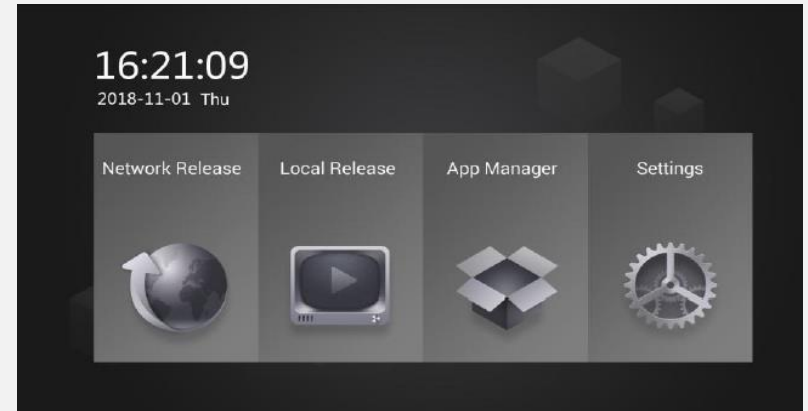 16:21:09
2018-11-01 Thu
Network Release Local Release App Manager Settings